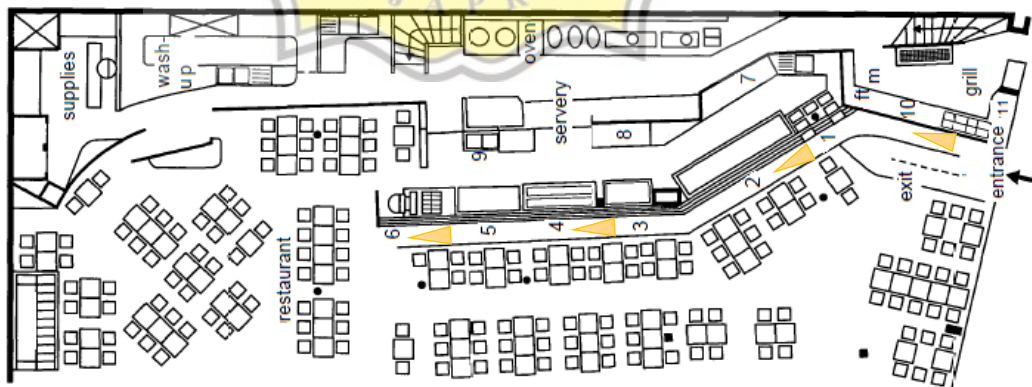 supplies
wash-
up
oven
servery
restaurant
grill
ft m
entrance
exit
1
2
3
4
5
6
7
8
9
10
11